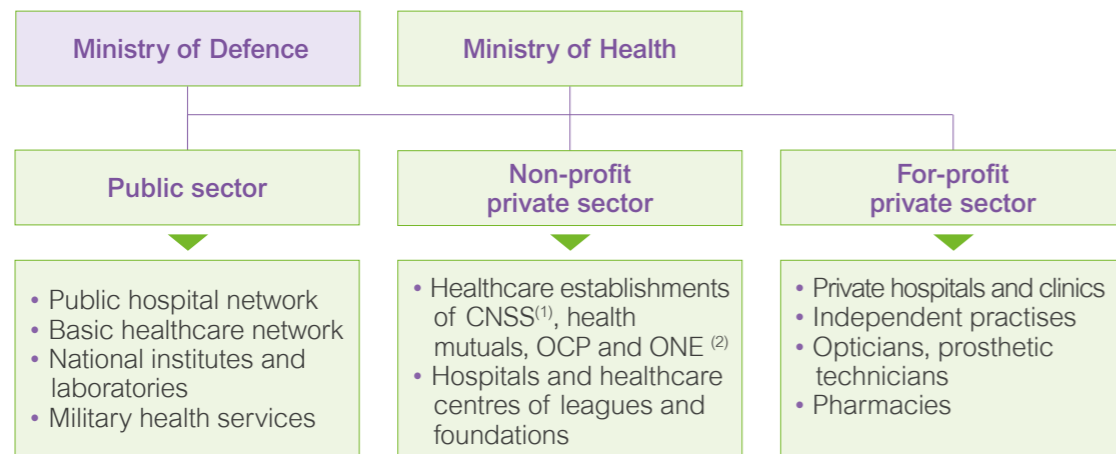 Ministry of Defence
Ministry of Health
Public sector
Non-profit
private sector
For-profit
private sector
• Public hospital network
• Basic healthcare network
• National institutes and
laboratories
• Military health services
• Healthcare establishments
of CNSS(1), health
mutuals, OCP and ONE (2)
• Hospitals and healthcare
centres of leagues and
foundations
• Private hospitals and clinics
• Independent practises
• Opticians, prosthetic
technicians
• Pharmacies